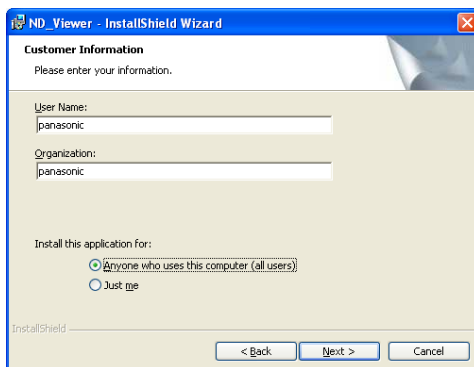 ND_Viewer - InstallShield Wizard
Customer Information
Please enter your information.
User Name:
panasonic
Organization:
panasonic
Install this application for:
Anyone who uses this computer (all users)
Just me
InstallShield
< Back Next > Cancel